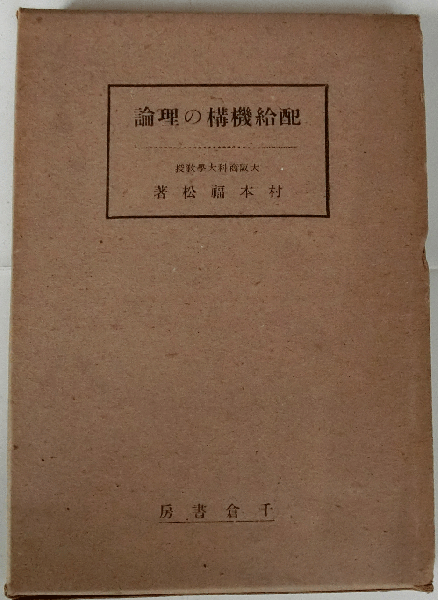 配給機構の理論
大阪商科大學敎授
村本福松著
千倉書房